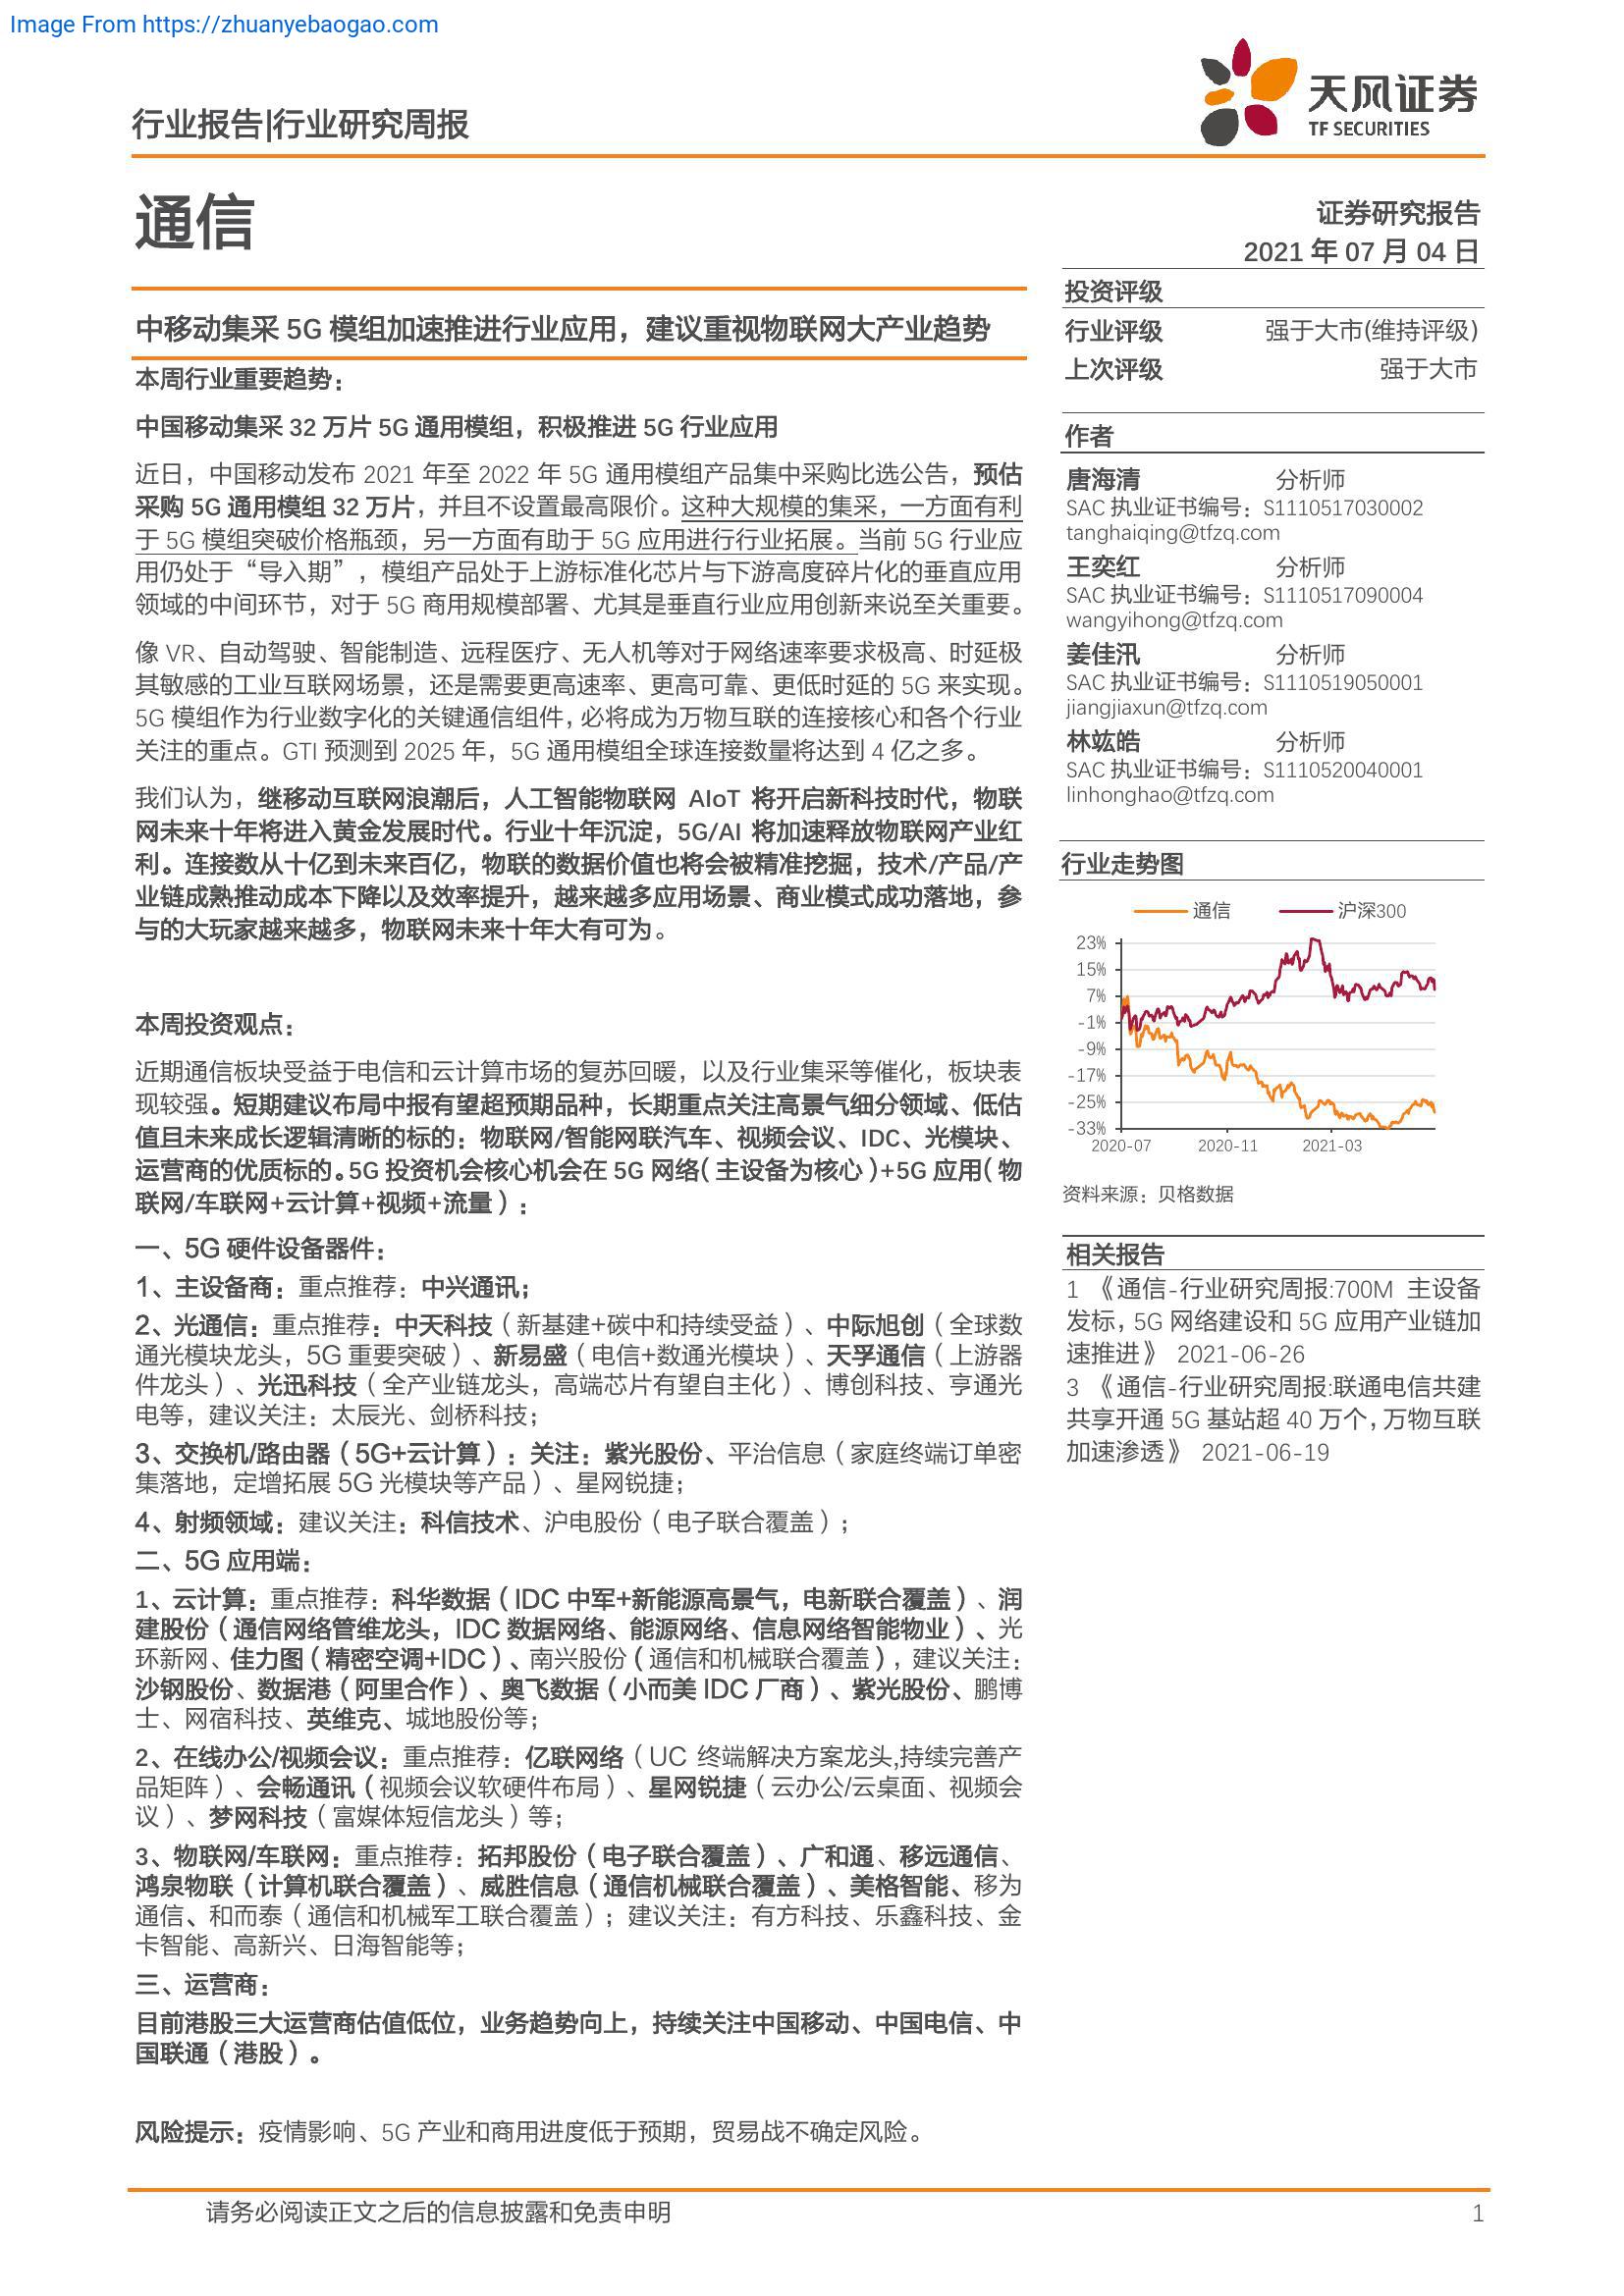 Image From https://zhuanyebaogao.com
天风证券
TF SECURITIES
行业报告|行业研究周报
通信
证券研究报告
2021 年 07 月 04 日
中移动集采 5G 模组加速推进行业应用，建议重视物联网大产业趋势
本周行业重要趋势：
中国移动集采 32 万片 5G 通用模组，积极推进 5G 行业应用
近日，中国移动发布 2021 年至 2022 年 5G 通用模组产品集中采购比选公告，预估
采购 5G 通用模组 32 万片，并且不设置最高限价。这种大规模的集采，一方面有利
于 5G 模组突破价格瓶颈，另一方面有助于 5G 应用进行行业拓展。当前 5G 行业应
用仍处于“导入期”，模组产品处于上游标准化芯片与下游高度碎片化的垂直应用
领域的中间环节，对于 5G 商用规模部署、尤其是垂直行业应用创新来说至关重要。
像 VR、自动驾驶、智能制造、远程医疗、无人机等对于网络速率要求极高、时延极
其敏感的工业互联网场景，还是需要更高速率、更高可靠、更低时延的 5G 来实现。
5G 模组作为行业数字化的关键通信组件，必将成为万物互联的连接核心和各个行业
关注的重点。GTI 预测到 2025 年，5G 通用模组全球连接数量将达到 4 亿之多。
我们认为，继移动互联网浪潮后，人工智能物联网 AIoT 将开启新科技时代，物联
网未来十年将进入黄金发展时代。行业十年沉淀，5G/AI 将加速释放物联网产业红
利。连接数从十亿到未来百亿，物联的数据价值也将会被精准挖掘，技术/产品/产
业链成熟推动成本下降以及效率提升，越来越多应用场景、商业模式成功落地，参
与的大玩家越来越多，物联网未来十年大有可为。
本周投资观点：
近期通信板块受益于电信和云计算市场的复苏回暖，以及行业集采等催化，板块表
现较强。短期建议布局中报有望超预期品种，长期重点关注高景气细分领域、低估
值且未来成长逻辑清晰的标的：物联网/智能网联汽车、视频会议、IDC、光模块、
运营商的优质标的。5G 投资机会核心机会在 5G 网络（主设备为核心）+5G 应用（物
联网/车联网+云计算+视频+流量）：
一、5G 硬件设备器件：
1、主设备商：重点推荐：中兴通讯；
2、光通信：重点推荐：中天科技（新基建+碳中和持续受益）、中际旭创（全球数
通光模块龙头，5G 重要突破）、新易盛（电信+数通光模块）、天孚通信（上游器
件龙头）、光迅科技（全产业链龙头，高端芯片有望自主化）、博创科技、亨通光
电等，建议关注：太辰光、剑桥科技；
3、交换机/路由器（5G+云计算）：关注：紫光股份、平治信息（家庭终端订单密
集落地，定增拓展 5G 光模块等产品）、星网锐捷；
4、射频领域：建议关注：科信技术、沪电股份（电子联合覆盖）；
二、5G 应用端：
1、云计算：重点推荐：科华数据（IDC 中军+新能源高景气，电新联合覆盖）、润
建股份（通信网络管维龙头，IDC 数据网络、能源网络、信息网络智能物业）、光
环新网、佳力图（精密空调+IDC）、南兴股份（通信和机械联合覆盖），建议关注：
沙钢股份、数据港（阿里合作）、奥飞数据（小而美 IDC 厂商）、紫光股份、鹏博
士、网宿科技、英维克、城地股份等；
2、在线办公/视频会议：重点推荐：亿联网络（UC 终端解决方案龙头,持续完善产
品矩阵）、会畅通讯（视频会议软硬件布局）、星网锐捷（云办公/云桌面、视频会
议）、梦网科技（富媒体短信龙头）等；
3、物联网/车联网：重点推荐：拓邦股份（电子联合覆盖）、广和通、移远通信、
鸿泉物联（计算机联合覆盖）、威胜信息（通信机械联合覆盖）、美格智能、移为
通信、和而泰（通信和机械军工联合覆盖）；建议关注：有方科技、乐鑫科技、金
卡智能、高新兴、日海智能等；
三、运营商：
目前港股三大运营商估值低位，业务趋势向上，持续关注中国移动、中国电信、中
国联通（港股）。
风险提示：疫情影响、5G 产业和商用进度低于预期，贸易战不确定风险。
投资评级
行业评级 强于大市(维持评级)
上次评级 强于大市
作者
唐海清 分析师
SAC 执业证书编号：S1110517030002
tanghaiqing@tfzq.com
王奕红 分析师
SAC 执业证书编号：S1110517090004
wangyihong@tfzq.com
姜佳汛 分析师
SAC 执业证书编号：S1110519050001
jiangjiaxun@tfzq.com
林竑皓 分析师
SAC 执业证书编号：S1110520040001
linhonghao@tfzq.com
行业走势图
通信 沪深300
23%
15%
7%
-1%
-9%
-17%
-25%
-33%
2020-07 2020-11 2021-03
资料来源：贝格数据
相关报告
1 《通信-行业研究周报:700M 主设备
发标，5G 网络建设和 5G 应用产业链加
速推进》 2021-06-26
3 《通信-行业研究周报:联通电信共建
共享开通 5G 基站超 40 万个，万物互联
加速渗透》 2021-06-19
请务必阅读正文之后的信息披露和免责申明 1